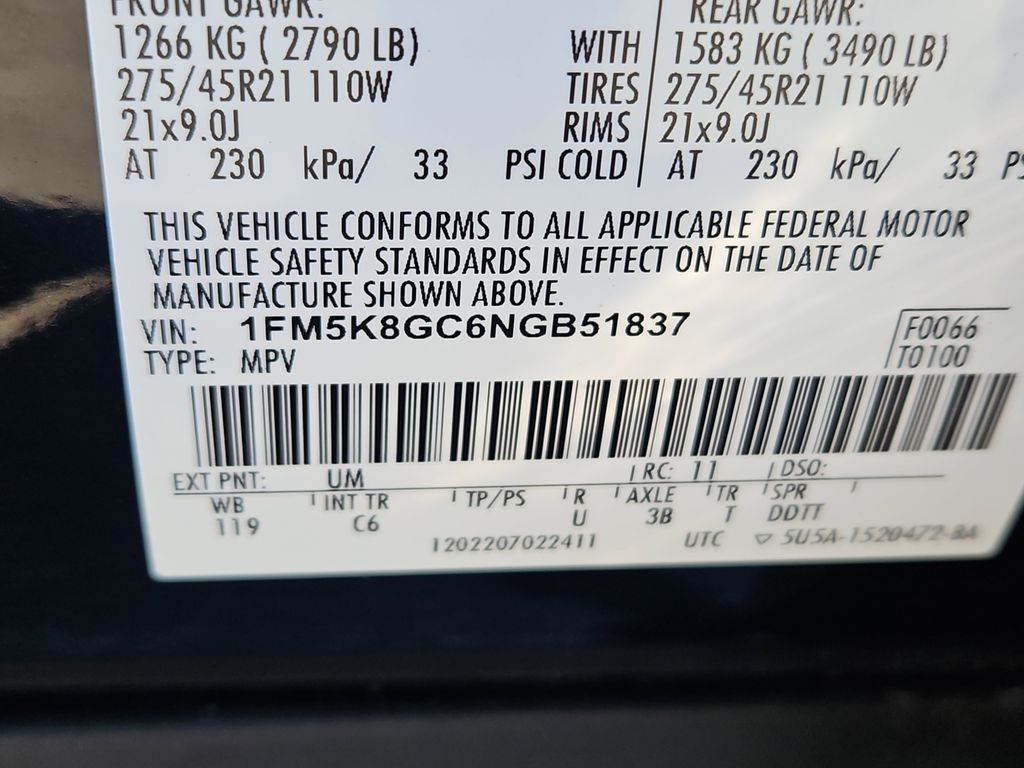 FRONT GAWR: REAR GAWR:
1266 KG ( 2790 LB) WITH 1583 KG ( 3490 LB)
275/45R21 110W TIRES 275/45R21 110W
21x9.0J RIMS 21x9.0J
AT 230 kPa/ 33 PSI COLD AT 230 kPa/ 33 PS
THIS VEHICLE CONFORMS TO ALL APPLICABLE FEDERAL MOTOR
VEHICLE SAFETY STANDARDS IN EFFECT ON THE DATE OF
MANUFACTURE SHOWN ABOVE.
VIN: 1FM5K8GC6NGB51837 F0066
TYPE: MPV T0100
EXT PNT: UM RC: 11 DSO:
WB INT TR TP/PS R AXLE TR SPR
119 C6 U 3B T DDTT
1202207022411 UTC ▽ 5U5A-1520472-BA